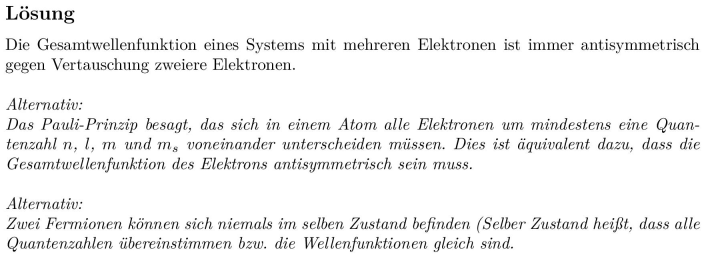 Lösung
Die Gesamtwellenfunktion eines Systems mit mehreren Elektronen ist immer antisymmetrisch
gegen Vertauschung zweiere Elektronen.
Alternativ:
Das Pauli-Prinzip besagt, das sich in einem Atom alle Elektronen um mindestens eine Quan-
tenzahl n, l, m und m_s voneinander unterscheiden müssen. Dies ist äquivalent dazu, dass die
Gesamtwellenfunktion des Elektrons antisymmetrisch sein muss.
Alternativ:
Zwei Fermionen können sich niemals im selben Zustand befinden (Selber Zustand heißt, dass alle
Quantenzahlen übereinstimmen bzw. die Wellenfunktionen gleich sind.